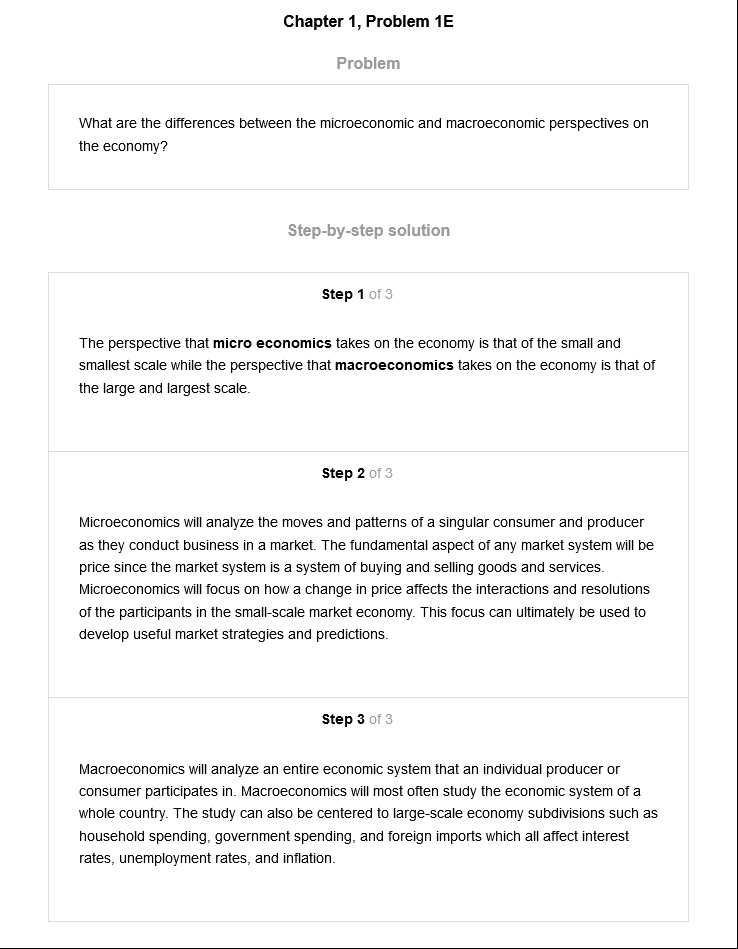 Chapter 1, Problem 1E
Problem
What are the differences between the microeconomic and macroeconomic perspectives on
the economy?
Step-by-step solution
Step 1 of 3
The perspective that micro economics takes on the economy is that of the small and
smallest scale while the perspective that macroeconomics takes on the economy is that of
the large and largest scale.
Step 2 of 3
Microeconomics will analyze the moves and patterns of a singular consumer and producer
as they conduct business in a market. The fundamental aspect of any market system will be
price since the market system is a system of buying and selling goods and services.
Microeconomics will focus on how a change in price affects the interactions and resolutions
of the participants in the small-scale market economy. This focus can ultimately be used to
develop useful market strategies and predictions.
Step 3 of 3
Macroeconomics will analyze an entire economic system that an individual producer or
consumer participates in. Macroeconomics will most often study the economic system of a
whole country. The study can also be centered to large-scale economy subdivisions such as
household spending, government spending, and foreign imports which all affect interest
rates, unemployment rates, and inflation.